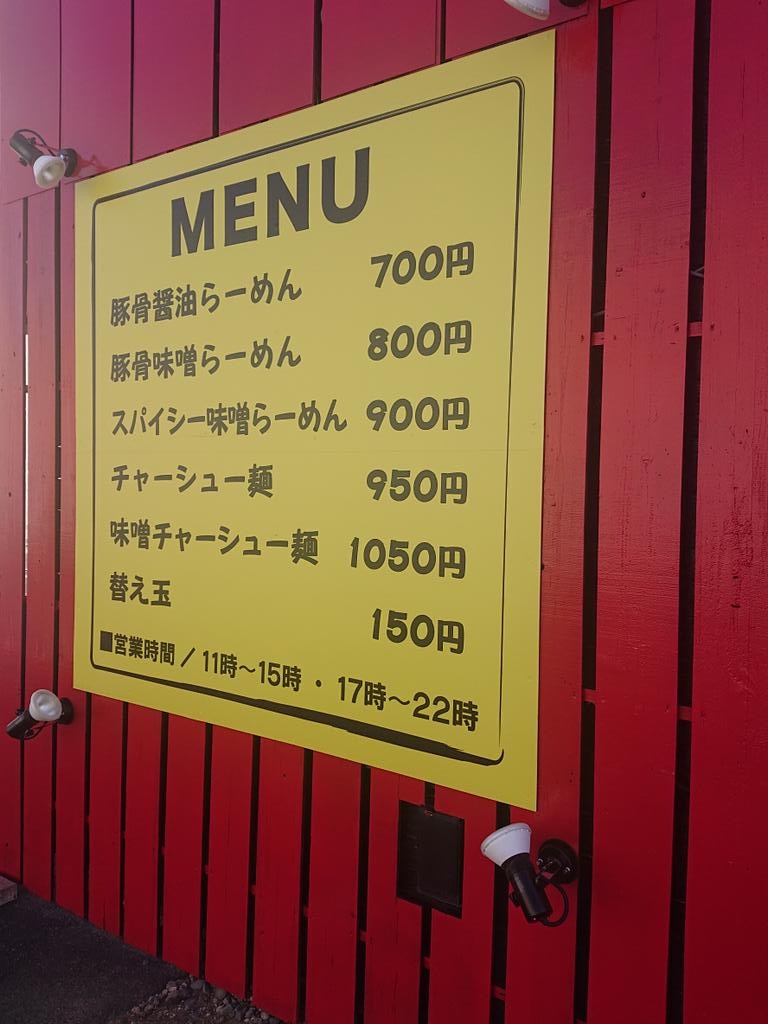 MENU
豚骨醤油らーめん 700円
豚骨味噌らーめん 800円
スパイシー味噌らーめん 900円
チャーシュー麺 950円
味噌チャーシュー麺 1050円
替え玉 150円
■営業時間 / 11時～15時 ・ 17時～22時